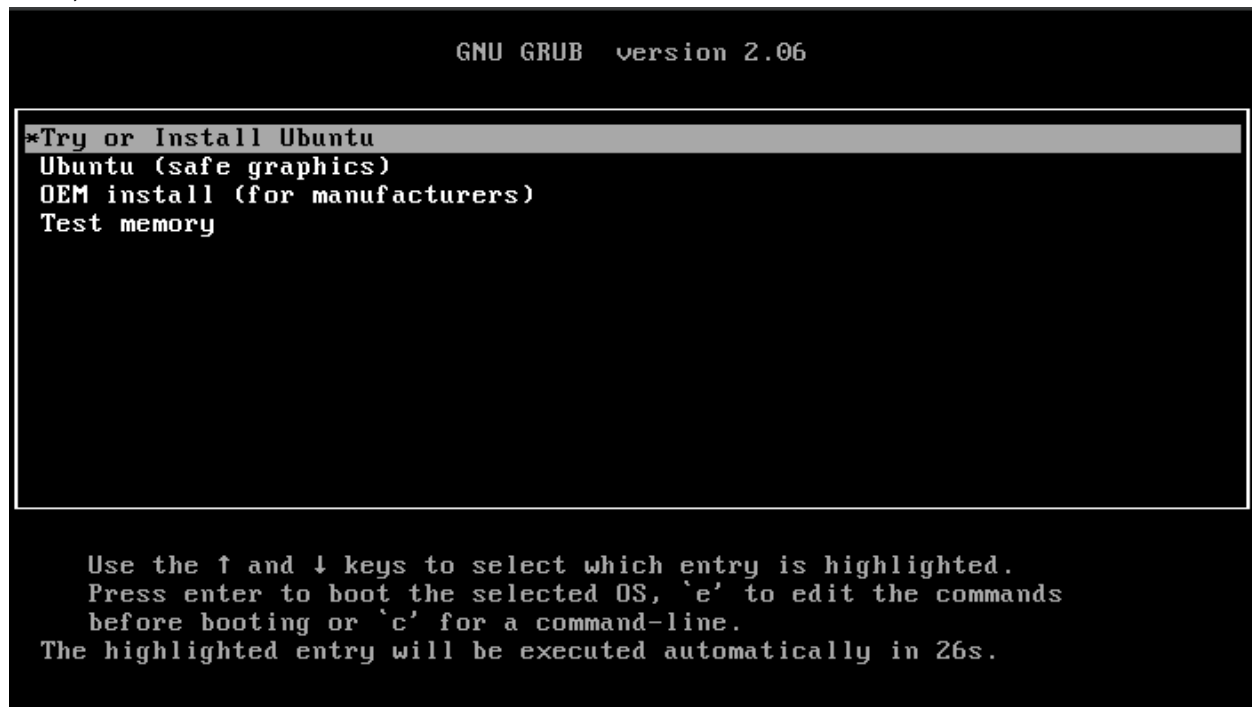 GNU GRUB  version 2.06
*Try or Install Ubuntu
Ubuntu (safe graphics)
OEM install (for manufacturers)
Test memory
Use the ↑ and ↓ keys to select which entry is highlighted.
Press enter to boot the selected OS, `e' to edit the commands
before booting or `c' for a command-line.
The highlighted entry will be executed automatically in 26s.